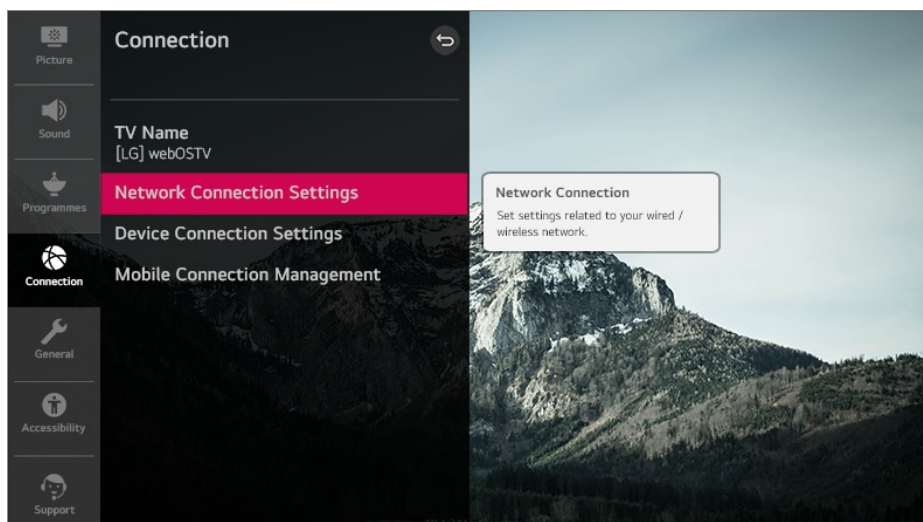 Picture
Sound
Programmes
Connection
General
Accessibility
Support
Connection
TV Name
[LG] webOSTV
Network Connection Settings
Device Connection Settings
Mobile Connection Management
Network Connection
Set settings related to your wired /
wireless network.